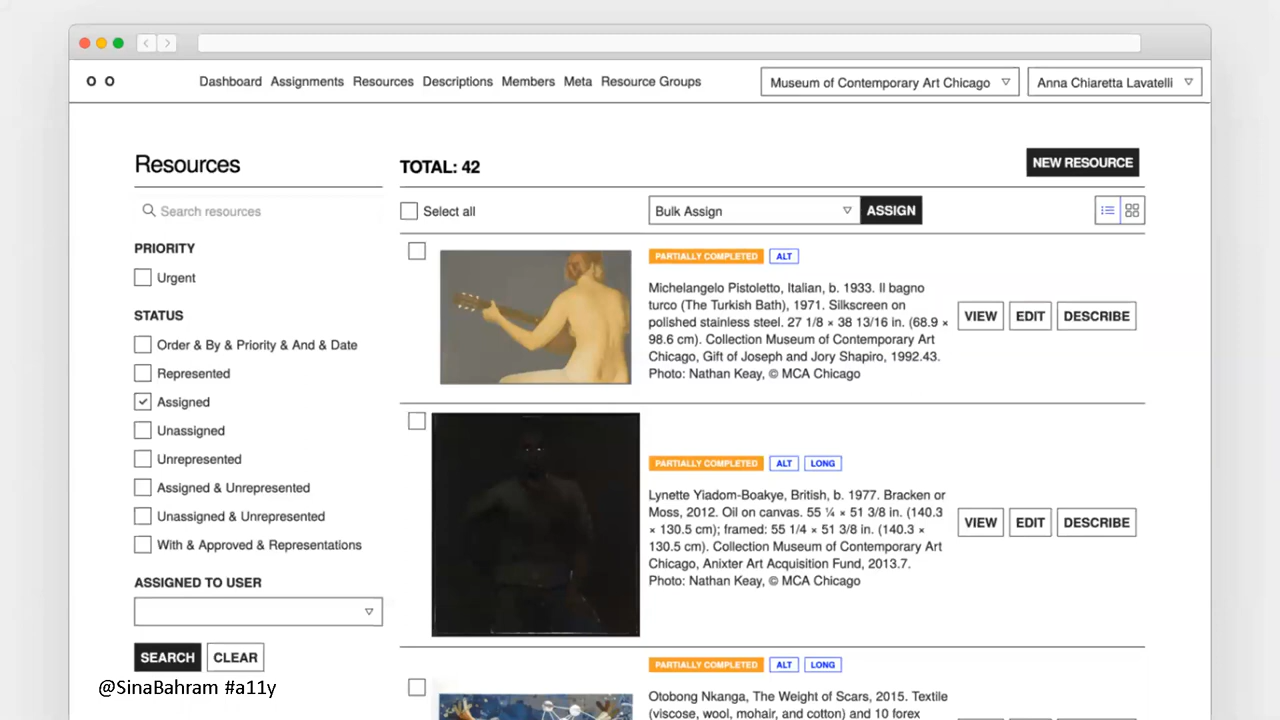 O O
Dashboard Assignments Resources Descriptions Members Meta Resource Groups
Museum of Contemporary Art Chicago
Anna Chiaretta Lavatelli
Resources
Search resources
PRIORITY
Urgent
STATUS
Order & By & Priority & And & Date
Represented
Assigned
Unassigned
Unrepresented
Assigned & Unrepresented
Unassigned & Unrepresented
With & Approved & Representations
ASSIGNED TO USER
SEARCH CLEAR
@SinaBahram #a11y
TOTAL: 42
NEW RESOURCE
Select all
Bulk Assign
ASSIGN
PARTIALLY COMPLETED ALT
Michelangelo Pistoletto, Italian, b. 1933. Il bagno
turco (The Turkish Bath), 1971. Silkscreen on
polished stainless steel. 27 1/8 × 38 13/16 in. (68.9 ×
98.6 cm). Collection Museum of Contemporary Art
Chicago, Gift of Joseph and Jory Shapiro, 1992.43.
Photo: Nathan Keay, © MCA Chicago
VIEW EDIT DESCRIBE
PARTIALLY COMPLETED ALT LONG
Lynette Yiadom-Boakye, British, b. 1977. Bracken or
Moss, 2012. Oil on canvas. 55 ¼ × 51 3/8 in. (140.3
× 130.5 cm); framed: 55 1/4 × 51 3/8 in. (140.3 ×
130.5 cm). Collection Museum of Contemporary Art
Chicago, Anixter Art Acquisition Fund, 2013.7.
Photo: Nathan Keay, © MCA Chicago
VIEW EDIT DESCRIBE
PARTIALLY COMPLETED ALT LONG
Otobong Nkanga, The Weight of Scars, 2015. Textile
(viscose, wool, mohair, and cotton) and 10 forex